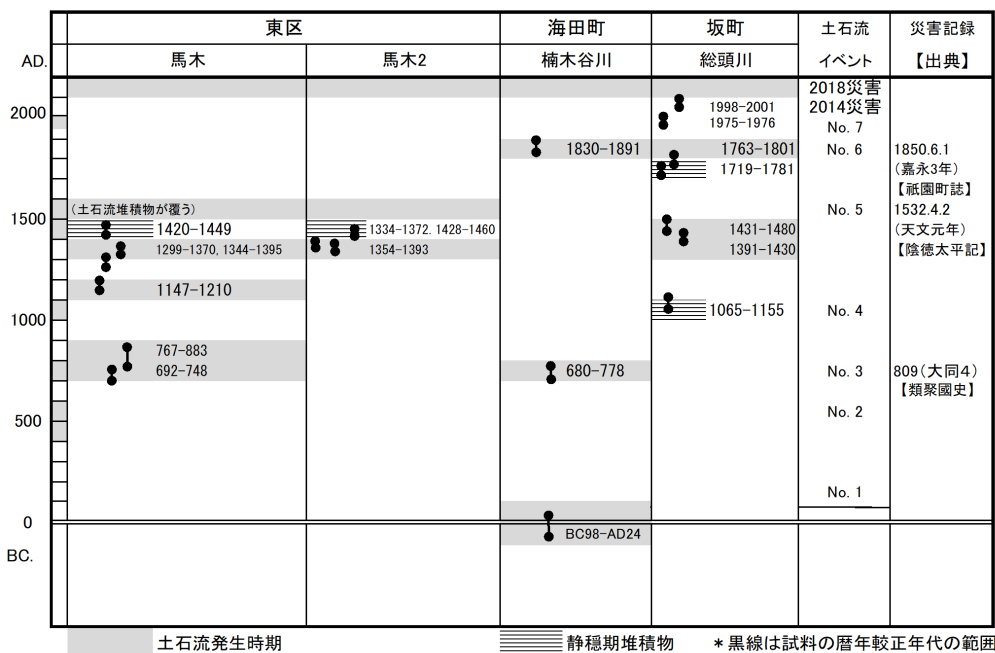 東区 海田町 坂町 土石流 災害記録
AD. 馬木 馬木2 楠木谷川 総頭川 イベント 【出典】
2018災害
2000 1998-2001 2014災害
1975-1976 No. 7
1830-1891 1763-1801 No. 6 1850.6.1
1719-1781 (嘉永3年)
【祇園町誌】
(土石流堆積物が覆う) No. 5 1532.4.2
1500 1420-1449 1334-1372, 1428-1460 1431-1480 (天文元年)
1299-1370, 1344-1395 1354-1393 1391-1430 【陰徳太平記】
1147-1210
1000 1065-1155 No. 4
767-883
692-748 680-778 No. 3 809(大同4)
【類聚國史】
500 No. 2
No. 1
0
BC. BC98-AD24
土石流発生時期 静穏期堆積物 *黒線は試料の暦年較正年代の範囲